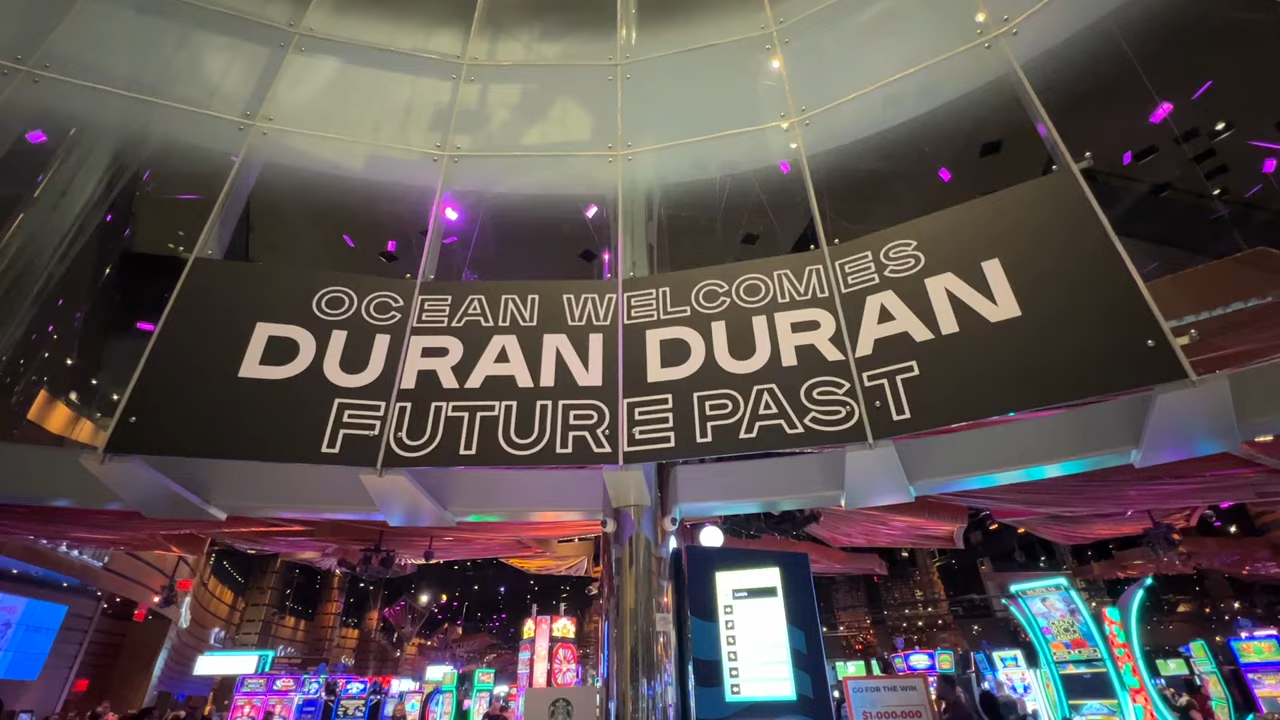 OCEAN WELCOMES
DURAN DURAN
FUTURE PAST
GO FOR THE WIN.
$1,000,000